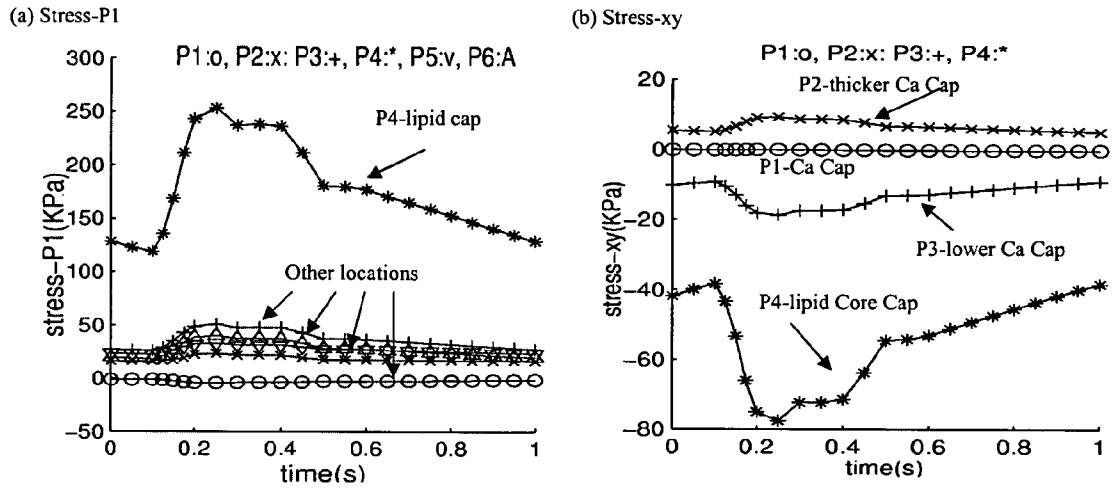 (a) Stress-P1
P1:o, P2:x: P3:+, P4:*, P5:v, P6:A
300
250
200
150
100
50
0
−50
stress−P1(KPa)
P4-lipid cap
Other locations
0
0.2
0.4
0.6
0.8
1
time(s)
(b) Stress-xy
P1:o, P2:x: P3:+, P4:*
20
0
−20
−40
−60
−80
stress−xy(KPa)
P2-thicker Ca Cap
P1-Ca Cap
P3-lower Ca Cap
P4-lipid Core Cap
0
0.2
0.4
0.6
0.8
1
time(s)